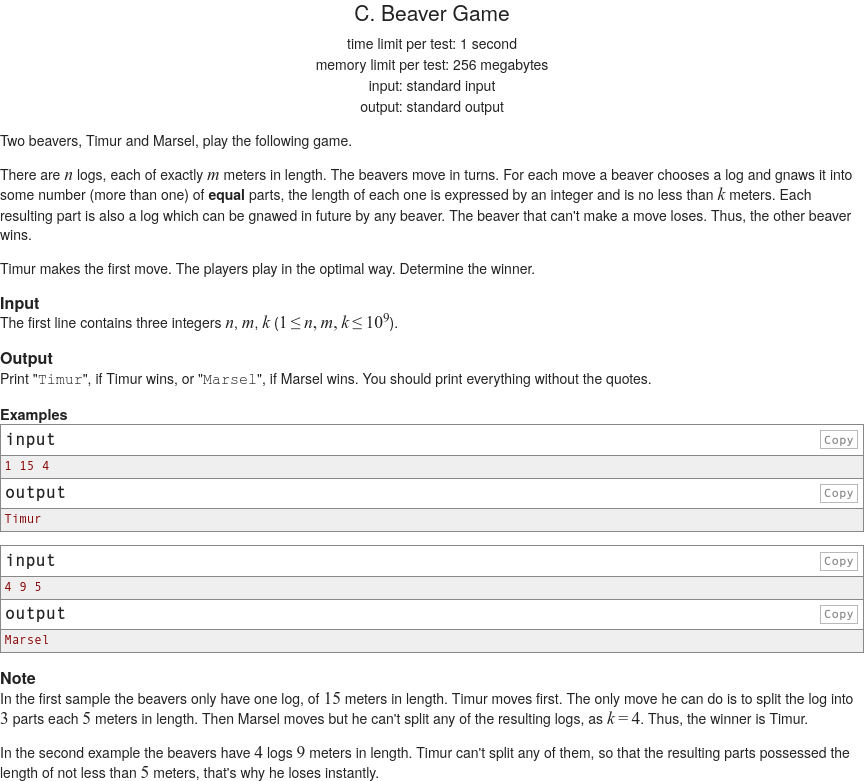 C. Beaver Game
time limit per test: 1 second
memory limit per test: 256 megabytes
input: standard input
output: standard output
Two beavers, Timur and Marsel, play the following game.
There are n logs, each of exactly m meters in length. The beavers move in turns. For each move a beaver chooses a log and gnaws it into
some number (more than one) of equal parts, the length of each one is expressed by an integer and is no less than k meters. Each
resulting part is also a log which can be gnawed in future by any beaver. The beaver that can't make a move loses. Thus, the other beaver
wins.
Timur makes the first move. The players play in the optimal way. Determine the winner.
Input
The first line contains three integers n, m, k (1 ≤ n, m, k ≤ 10⁹).
Output
Print "Timur", if Timur wins, or "Marsel", if Marsel wins. You should print everything without the quotes.
Examples
input Copy
1 15 4
output Copy
Timur
input Copy
4 9 5
output Copy
Marsel
Note
In the first sample the beavers only have one log, of 15 meters in length. Timur moves first. The only move he can do is to split the log into
3 parts each 5 meters in length. Then Marsel moves but he can't split any of the resulting logs, as k = 4. Thus, the winner is Timur.
In the second example the beavers have 4 logs 9 meters in length. Timur can't split any of them, so that the resulting parts possessed the
length of not less than 5 meters, that's why he loses instantly.